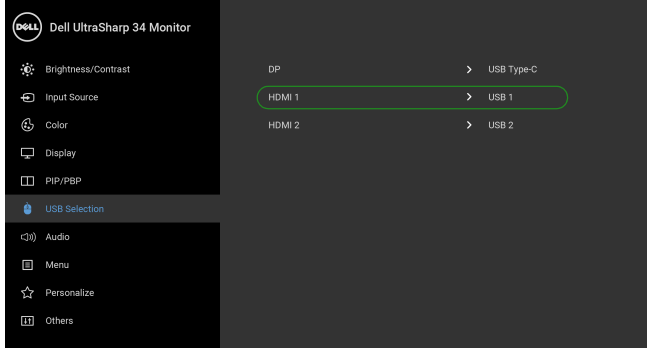 DELL Dell UltraSharp 34 Monitor
Brightness/Contrast
Input Source
Color
Display
PIP/PBP
USB Selection
Audio
Menu
Personalize
Others
DP > USB Type-C
HDMI 1 > USB 1
HDMI 2 > USB 2